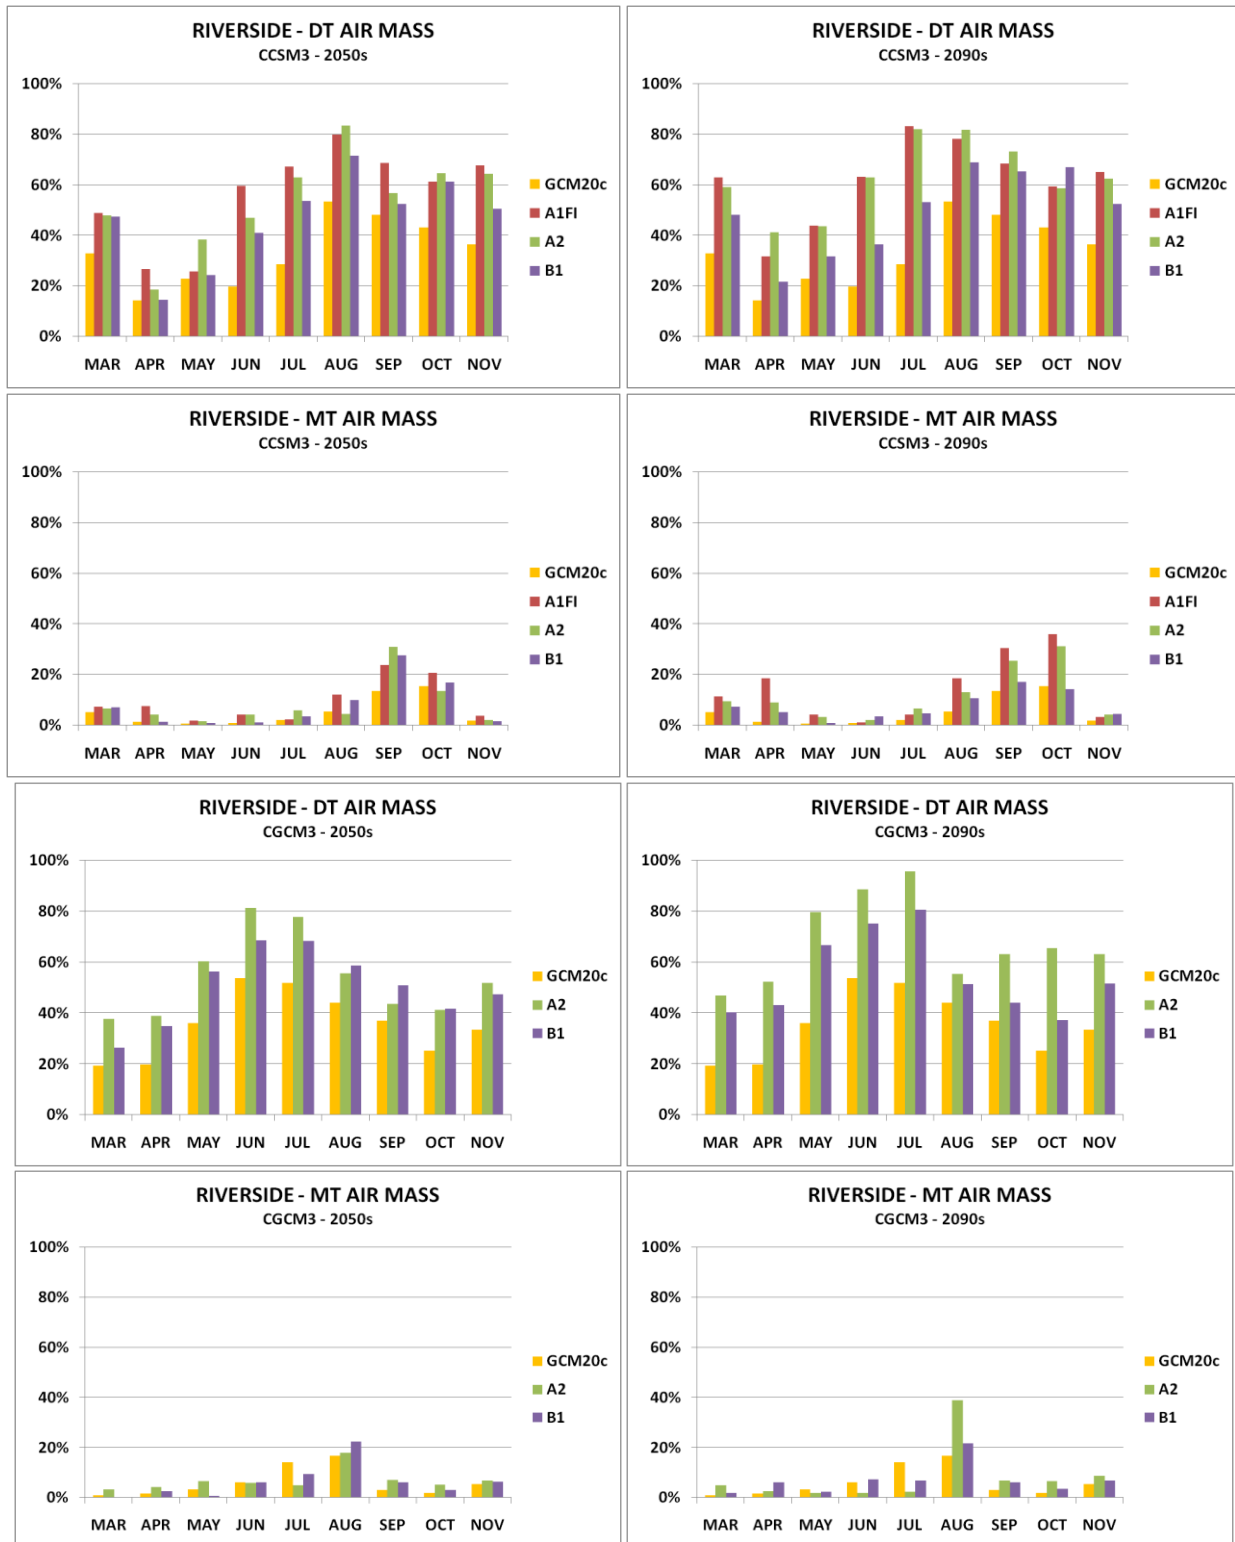 RIVERSIDE - DT AIR MASS
CCSM3 - 2050s
100%
80%
60%
40%
20%
0%
MAR APR MAY JUN JUL AUG SEP OCT NOV
GCM20c
A1FI
A2
B1
RIVERSIDE - DT AIR MASS
CCSM3 - 2090s
100%
80%
60%
40%
20%
0%
MAR APR MAY JUN JUL AUG SEP OCT NOV
GCM20c
A1FI
A2
B1
RIVERSIDE - MT AIR MASS
CCSM3 - 2050s
100%
80%
60%
40%
20%
0%
MAR APR MAY JUN JUL AUG SEP OCT NOV
GCM20c
A1FI
A2
B1
RIVERSIDE - MT AIR MASS
CCSM3 - 2090s
100%
80%
60%
40%
20%
0%
MAR APR MAY JUN JUL AUG SEP OCT NOV
GCM20c
A1FI
A2
B1
RIVERSIDE - DT AIR MASS
CGCM3 - 2050s
100%
80%
60%
40%
20%
0%
MAR APR MAY JUN JUL AUG SEP OCT NOV
GCM20c
A2
B1
RIVERSIDE - DT AIR MASS
CGCM3 - 2090s
100%
80%
60%
40%
20%
0%
MAR APR MAY JUN JUL AUG SEP OCT NOV
GCM20c
A2
B1
RIVERSIDE - MT AIR MASS
CGCM3 - 2050s
100%
80%
60%
40%
20%
0%
MAR APR MAY JUN JUL AUG SEP OCT NOV
GCM20c
A2
B1
RIVERSIDE - MT AIR MASS
CGCM3 - 2090s
100%
80%
60%
40%
20%
0%
MAR APR MAY JUN JUL AUG SEP OCT NOV
GCM20c
A2
B1